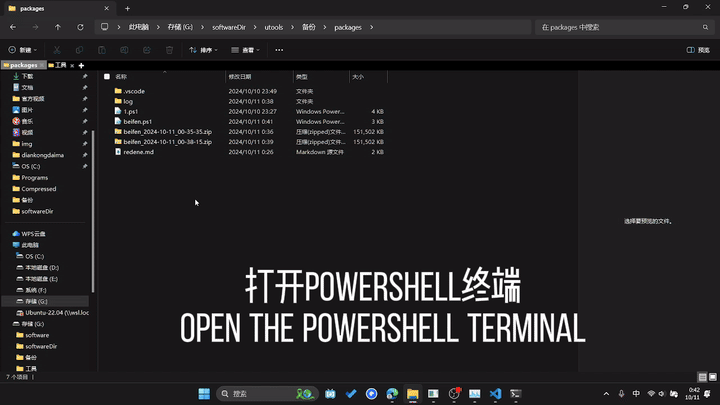 packages
此电脑 > 存储 (G:) > softwareDir > utools > 备份 > packages >
在 packages 中搜索
新建
排序
查看
预览
packages
工具
名称
修改日期
类型
大小
下载
文档
官方视频
图片
音乐
视频
img
diankongdaima
OS (C:)
Programs
Compressed
备份
softwareDir
WPS云盘
此电脑
OS (C:)
本地磁盘 (D:)
本地磁盘 (E:)
系统 (F:)
存储 (G:)
Ubuntu-22.04 (\\wsl.loc
存储 (G:)
software
softwareDir
备份
工具
.vscode 2024/10/10 23:49 文件夹
log 2024/10/11 0:38 文件夹
1.ps1 2024/10/10 23:27 Windows Power... 4 KB
beifen.ps1 2024/10/11 0:41 Windows Power... 3 KB
beifen_2024-10-11_00-35-35.zip 2024/10/11 0:36 压缩(zipped)文件... 151,502 KB
beifen_2024-10-11_00-38-15.zip 2024/10/11 0:39 压缩(zipped)文件... 151,502 KB
redene.md 2024/10/11 0:26 Markdown 源文件 2 KB
选择要预览的文件。
打开POWERSHELL终端
OPEN THE POWERSHELL TERMINAL
7 个项目
搜索
中
0:42
10/11